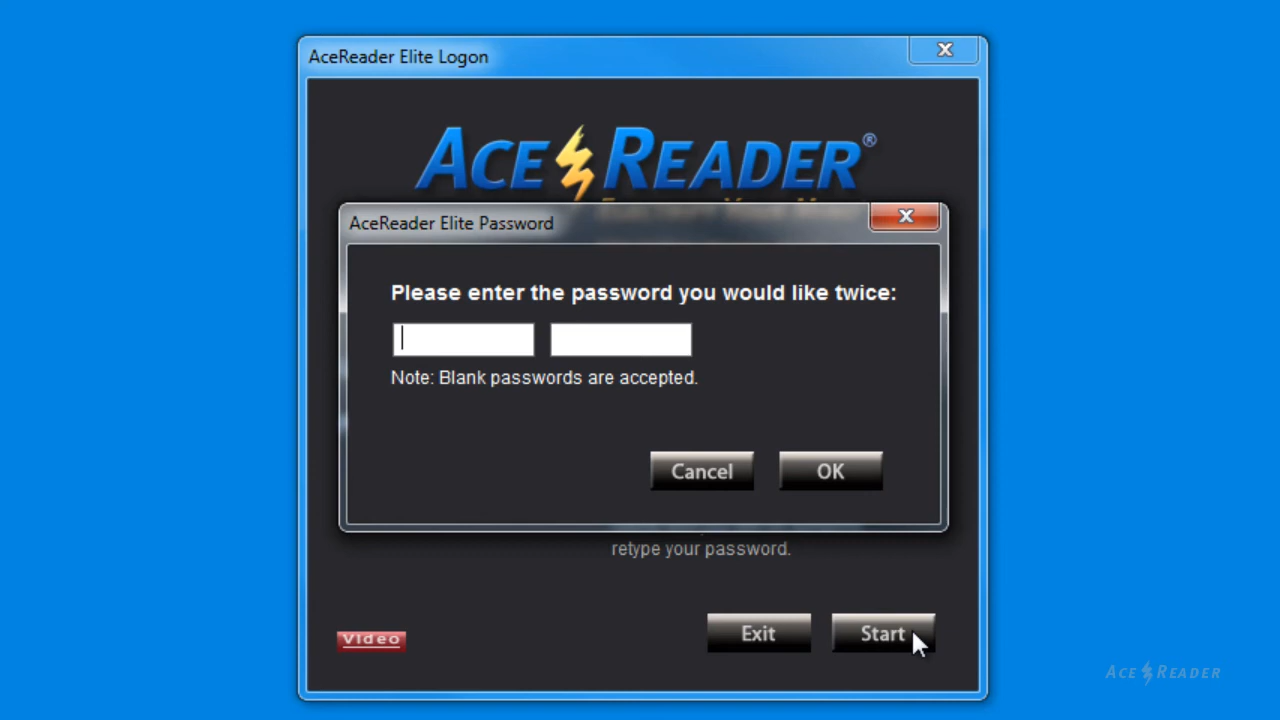 AceReader Elite Logon
X
ACE READER®
AceReader Elite Password
X
Please enter the password you would like twice:
Note: Blank passwords are accepted.
Cancel OK
retype your password.
Video
Exit Start
ACE READER